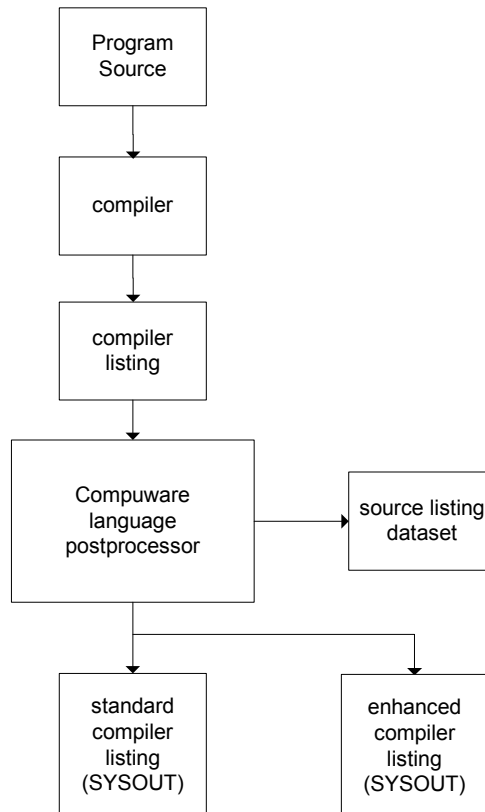 Program
Source
compiler
compiler
listing
Compuware
language
postprocessor
source listing
dataset
standard
compiler
listing
(SYSOUT)
enhanced
compiler
listing
(SYSOUT)